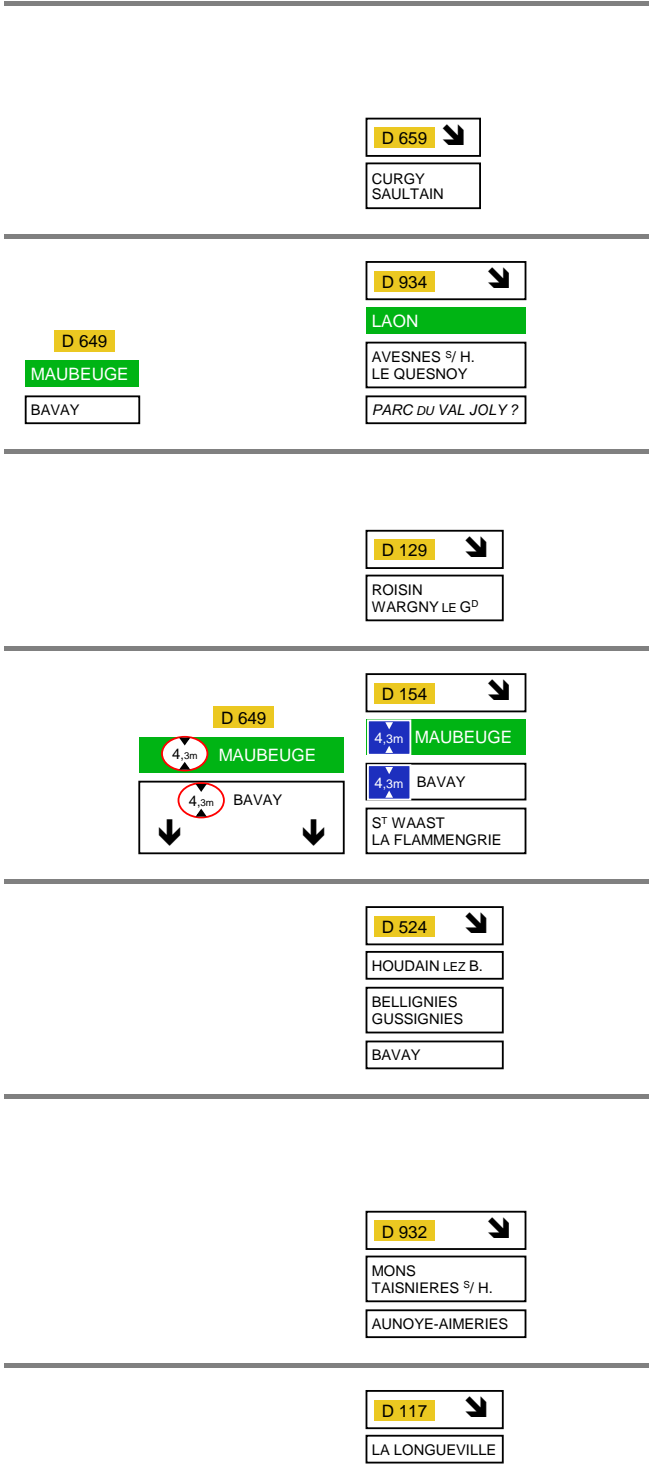 D 659
CURGY
SAULTAIN
D 649
MAUBEUGE
BAVAY
D 934
LAON
AVESNES S/ H.
LE QUESNOY
PARC DU VAL JOLY ?
D 129
ROISIN
WARGNY LE GD
D 649
4,3m MAUBEUGE
4,3m BAVAY
D 154
4,3m MAUBEUGE
4,3m BAVAY
ST WAAST
LA FLAMMENGRIE
D 524
HOUDAIN LEZ B.
BELLIGNIES
GUSSIGNIES
BAVAY
D 932
MONS
TAISNIERES S/ H.
AUNOYE-AIMERIES
D 117
LA LONGUEVILLE